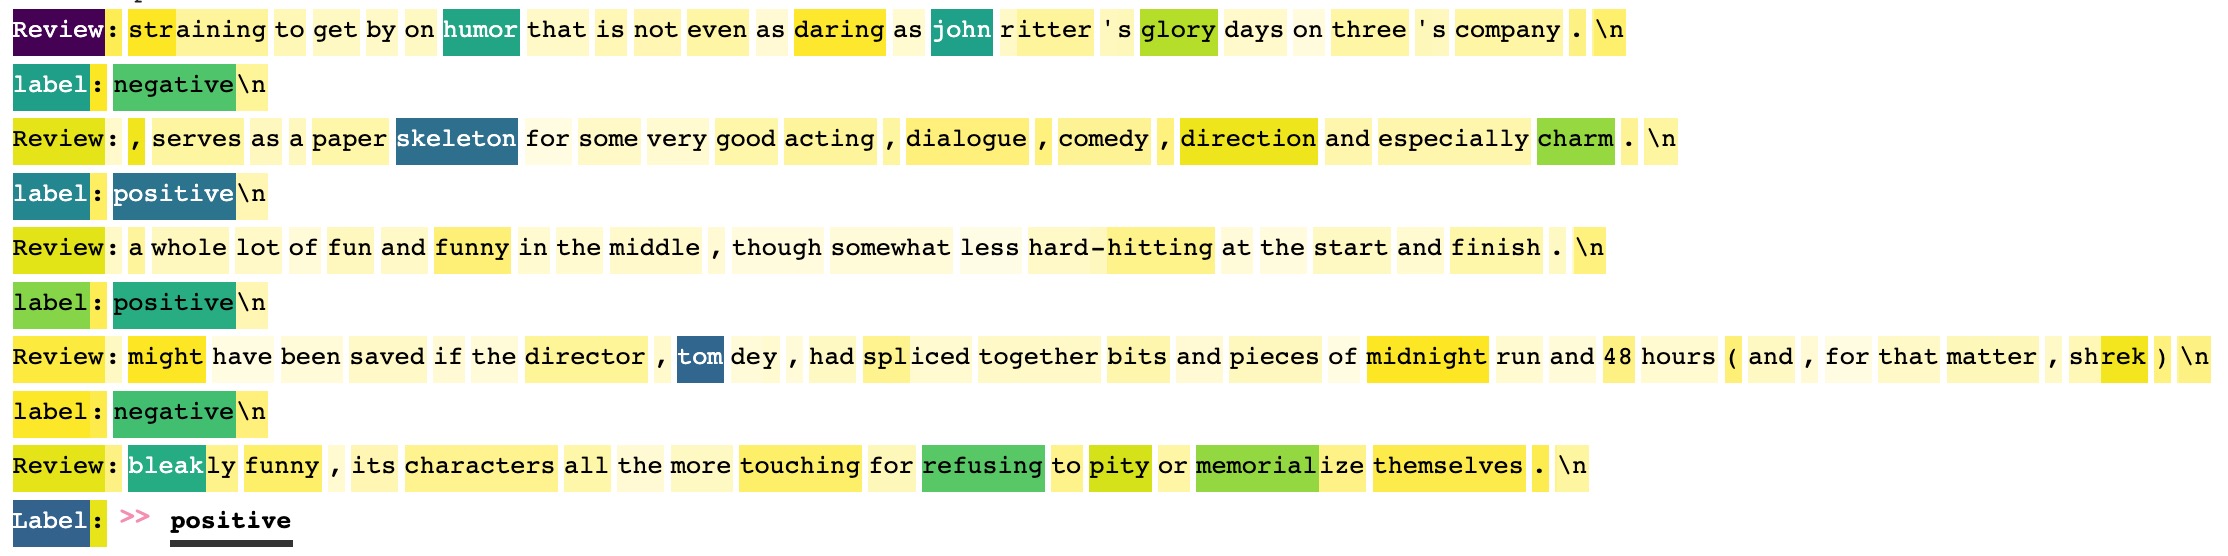 Review: straining to get by on humor that is not even as daring as john ritter 's glory days on three 's company . \n
label: negative\n
Review: , serves as a paper skeleton for some very good acting , dialogue , comedy , direction and especially charm . \n
label: positive\n
Review: a whole lot of fun and funny in the middle , though somewhat less hard-hitting at the start and finish . \n
label: positive\n
Review: might have been saved if the director , tom dey , had spliced together bits and pieces of midnight run and 48 hours ( and , for that matter , shrek ) \n
label: negative\n
Review: bleakly funny , its characters all the more touching for refusing to pity or memorialize themselves . \n
Label: >> positive